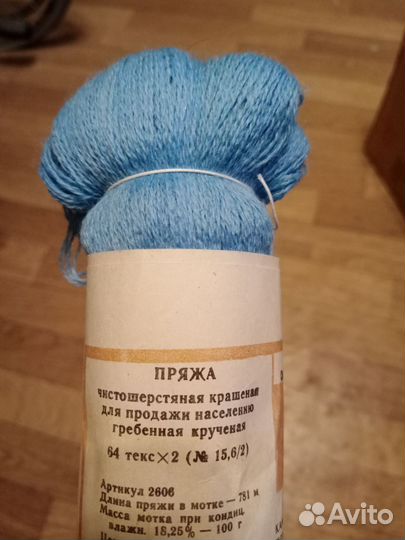 ПРЯЖА
чистошерстяная крашеная
для продажи населению
гребенная крученая
64 текс×2 (№ 15,6/2)
Артикул 2606
Длина пряжи в мотке — 781 м
Масса мотка при кондиц.
влажн. 18,25% — 100 г
Avito